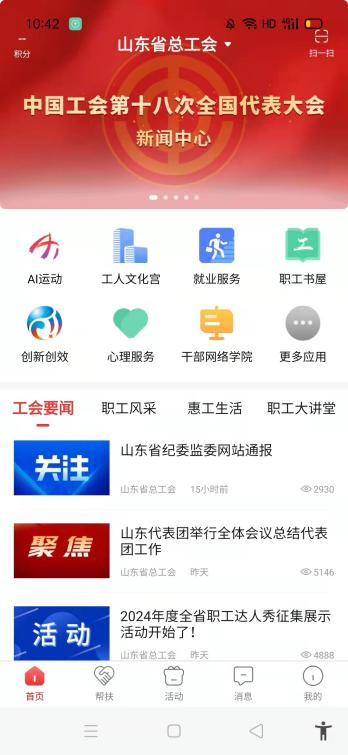 10:42
HD
4G
--
积分
山东省总工会
扫一扫
中国工会第十八次全国代表大会
新闻中心
AI运动
工人文化宫
就业服务
工
职工书屋
创新创效
心理服务
干部网络学院
更多应用
工会要闻
职工风采
惠工生活
职工大讲堂
关注
山东省纪委监委网站通报
山东省总工会 15小时前 2930
聚焦
山东代表团举行全体会议总结代表
团工作
山东省总工会 昨天 5146
活动
2024年度全省职工达人秀征集展示
活动开始了!
山东省总工会 昨天 4888
首页
帮扶
活动
消息
我的